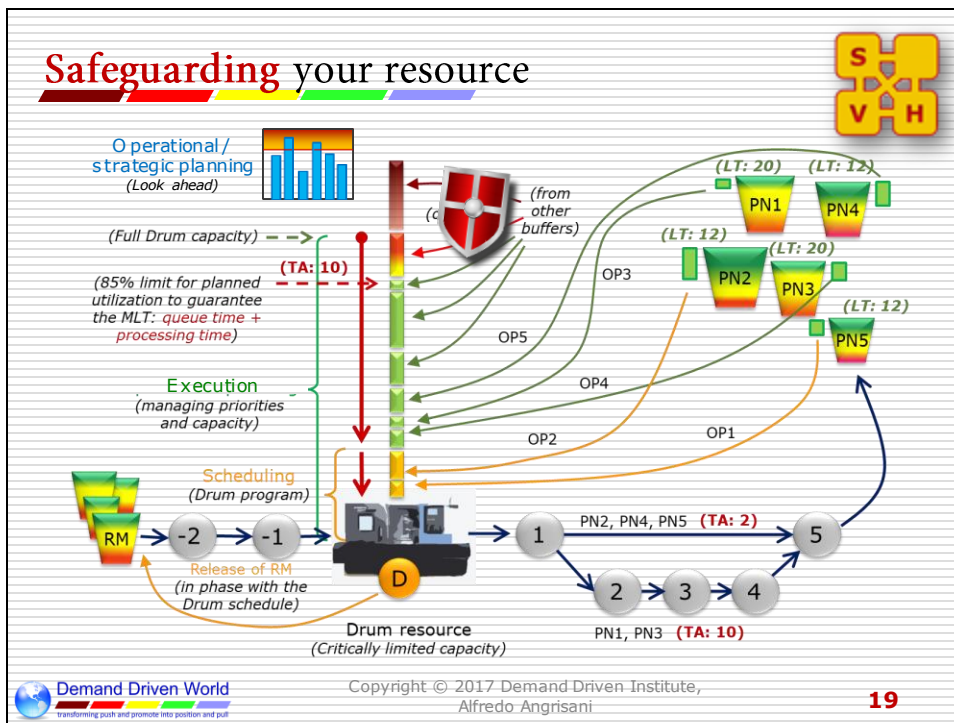 Safeguarding your resource
S
V H
Operational/
strategic planning
(Look ahead)
(from
other
buffers)
(LT: 20) (LT: 12)
PN1
PN4
(Full Drum capacity)
(TA: 10)
(85% limit for planned
utilization to guarantee
the MLT: queue time +
processing time)
(LT: 12)
(LT: 20)
OP3
PN2
PN3
(LT: 12)
OP5
PN5
Execution
(managing priorities
and capacity)
OP4
OP2
OP1
Scheduling
(Drum program)
RM
-2
-1
1
PN2, PN4, PN5 (TA: 2)
5
Release of RM
(in phase with the
Drum schedule)
D
2
3
4
PN1, PN3 (TA: 10)
Drum resource
(Critically limited capacity)
Demand Driven World
transforming push and promote into position and pull
Copyright © 2017 Demand Driven Institute,
Alfredo Angrisani
19